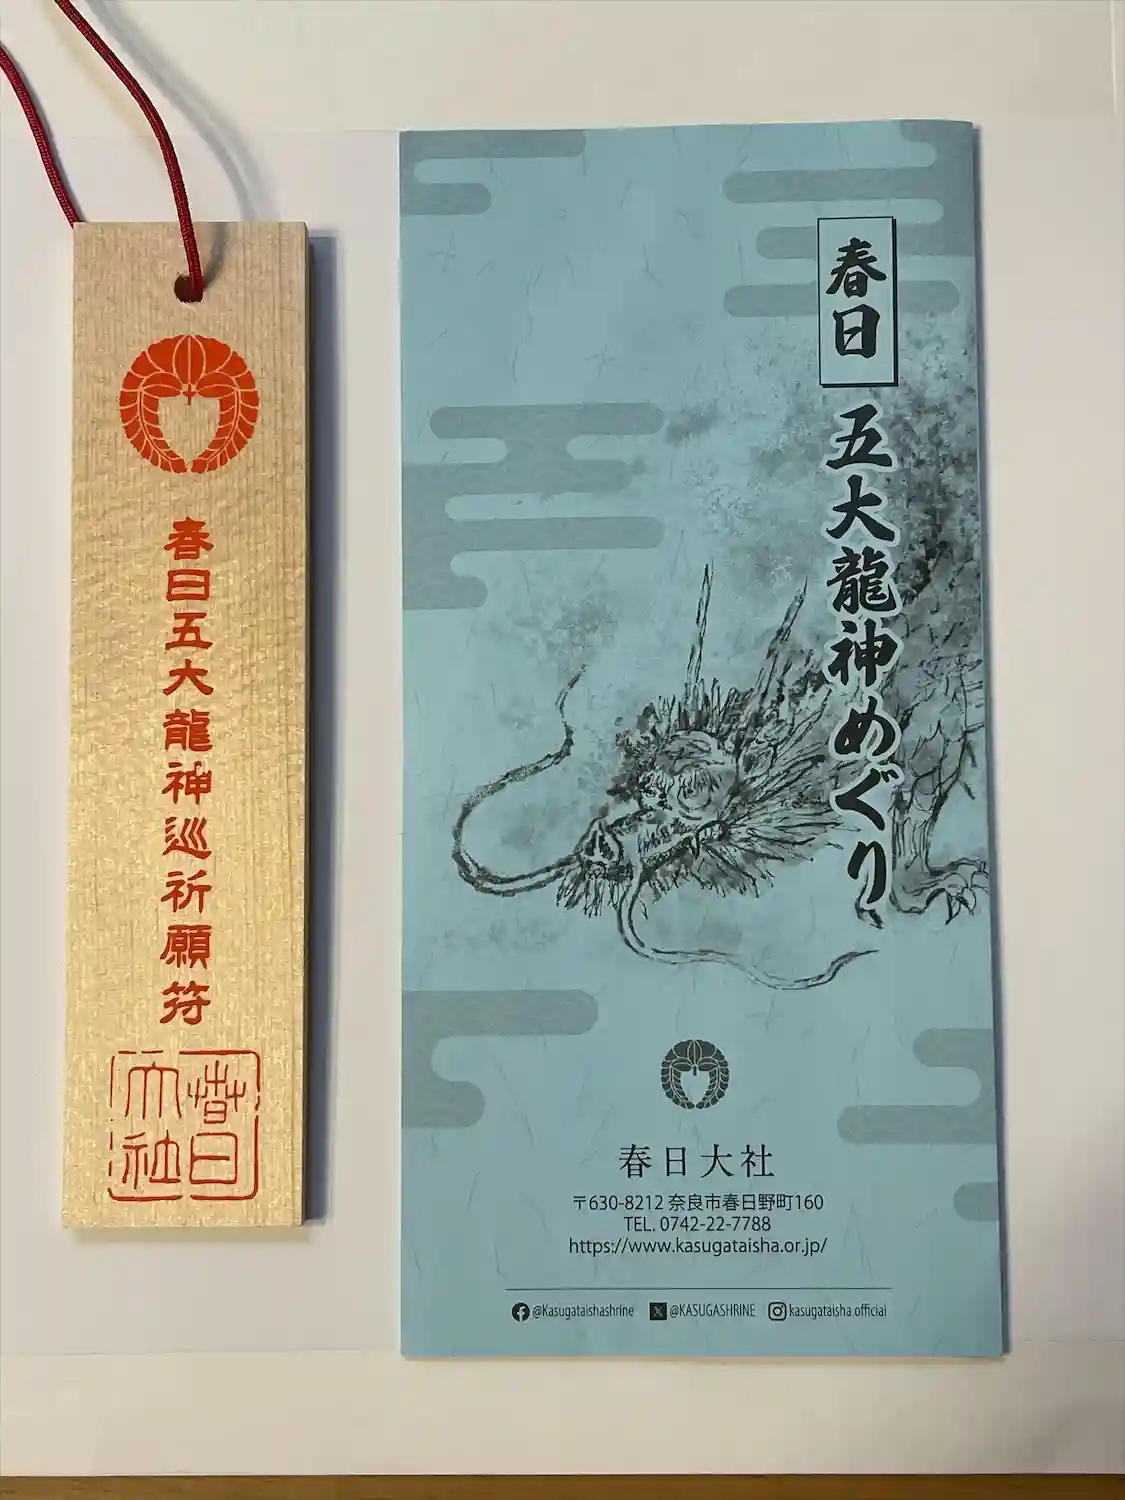 春日五大龍神巡祈願符
春日
大社
春日
五大龍神めぐり
春日大社
〒630-8212 奈良市春日野町160
TEL. 0742-22-7788
https://www.kasugataisha.or.jp/
@Kasugataishashrine @KASUGASHRINE kasugataisha.official